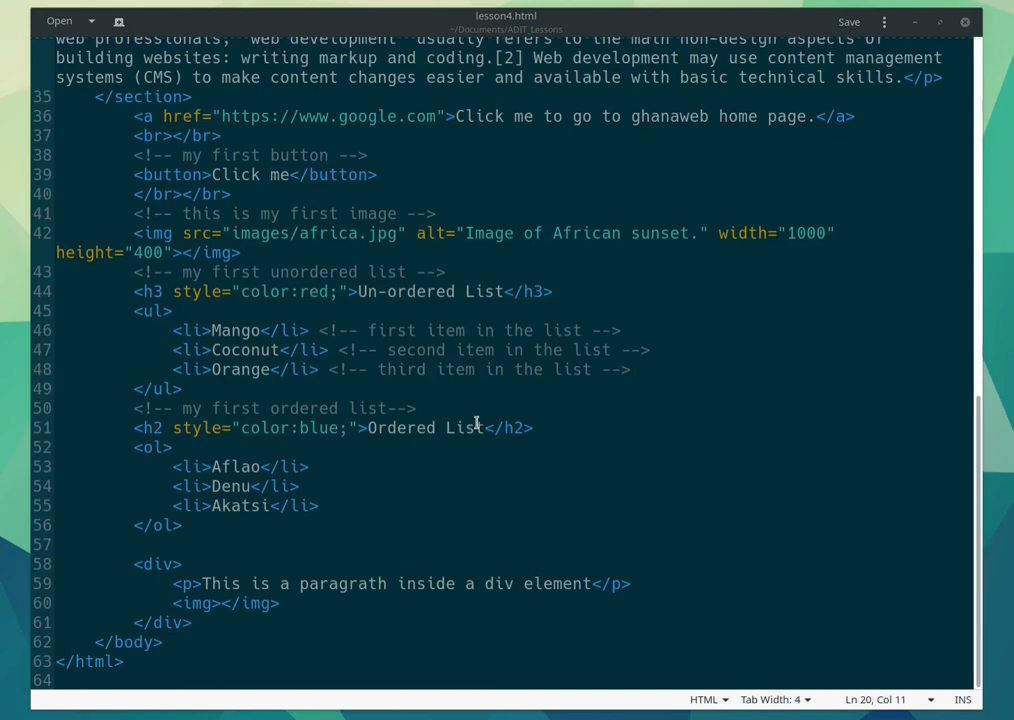 Open
lesson4.html
~/Documents/ADIT_Lessons
Save
web professionals, "web development" usually refers to the main non-design aspects of
building websites: writing markup and coding.[2] Web development may use content management
systems (CMS) to make content changes easier and available with basic technical skills.</p>
35 </section>
36 <a href="https://www.google.com">Click me to go to ghanaweb home page.</a>
37 <br></br>
38 <!-- my first button -->
39 <button>Click me</button>
40 </br></br>
41 <!-- this is my first image -->
42 <img src="images/africa.jpg" alt="Image of African sunset." width="1000"
height="400"></img>
43 <!-- my first unordered list -->
44 <h3 style="color:red;">Un-ordered List</h3>
45 <ul>
46 <li>Mango</li> <!-- first item in the list -->
47 <li>Coconut</li> <!-- second item in the list -->
48 <li>Orange</li> <!-- third item in the list -->
49 </ul>
50 <!-- my first ordered list-->
51 <h2 style="color:blue;">Ordered List</h2>
52 <ol>
53 <li>Aflao</li>
54 <li>Denu</li>
55 <li>Akatsi</li>
56 </ol>
57
58 <div>
59 <p>This is a paragrath inside a div element</p>
60 <img></img>
61 </div>
62 </body>
63 </html>
64
HTML Tab Width: 4 Ln 20, Col 11 INS